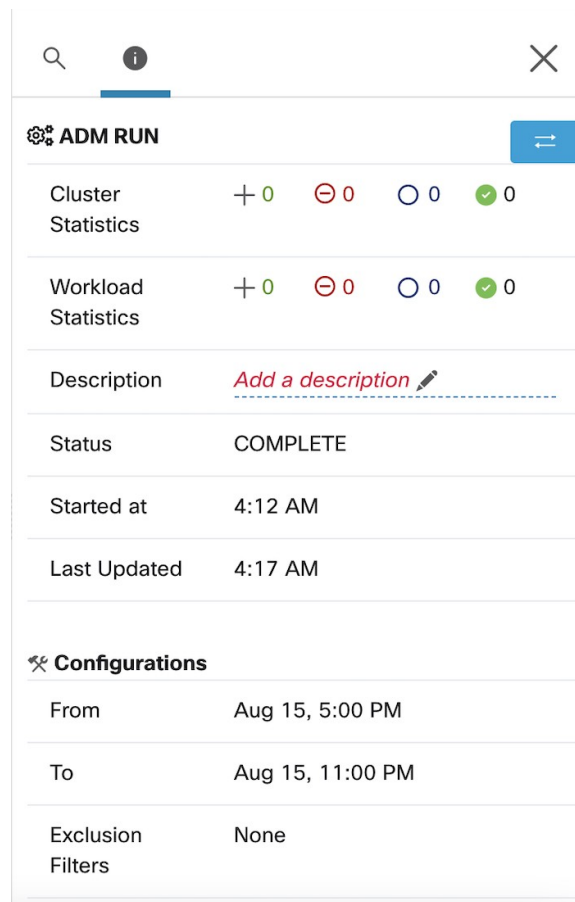 ADM RUN
Cluster Statistics +0 0 0 0
Workload Statistics +0 0 0 0
Description Add a description
Status COMPLETE
Started at 4:12 AM
Last Updated 4:17 AM
Configurations
From Aug 15, 5:00 PM
To Aug 15, 11:00 PM
Exclusion Filters None